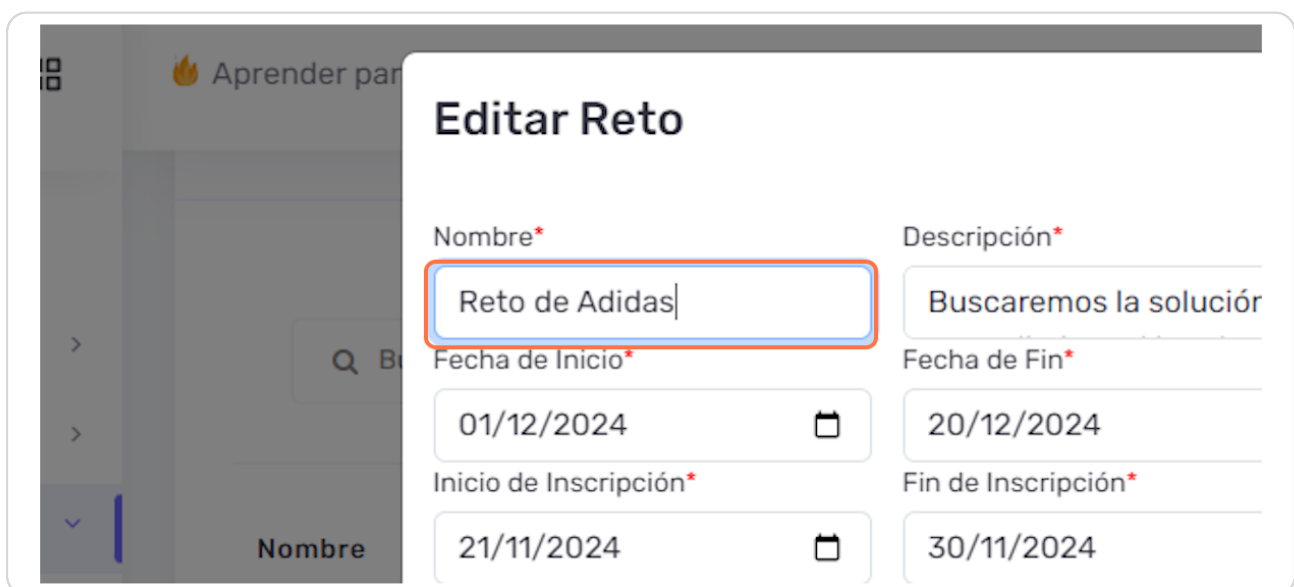 Aprender par
Editar Reto
Nombre*
Descripción*
Reto de Adidas
Buscaremos la solución
Fecha de Inicio*
Fecha de Fin*
01/12/2024
20/12/2024
Inicio de Inscripción*
Fin de Inscripción*
Nombre
21/11/2024
30/11/2024